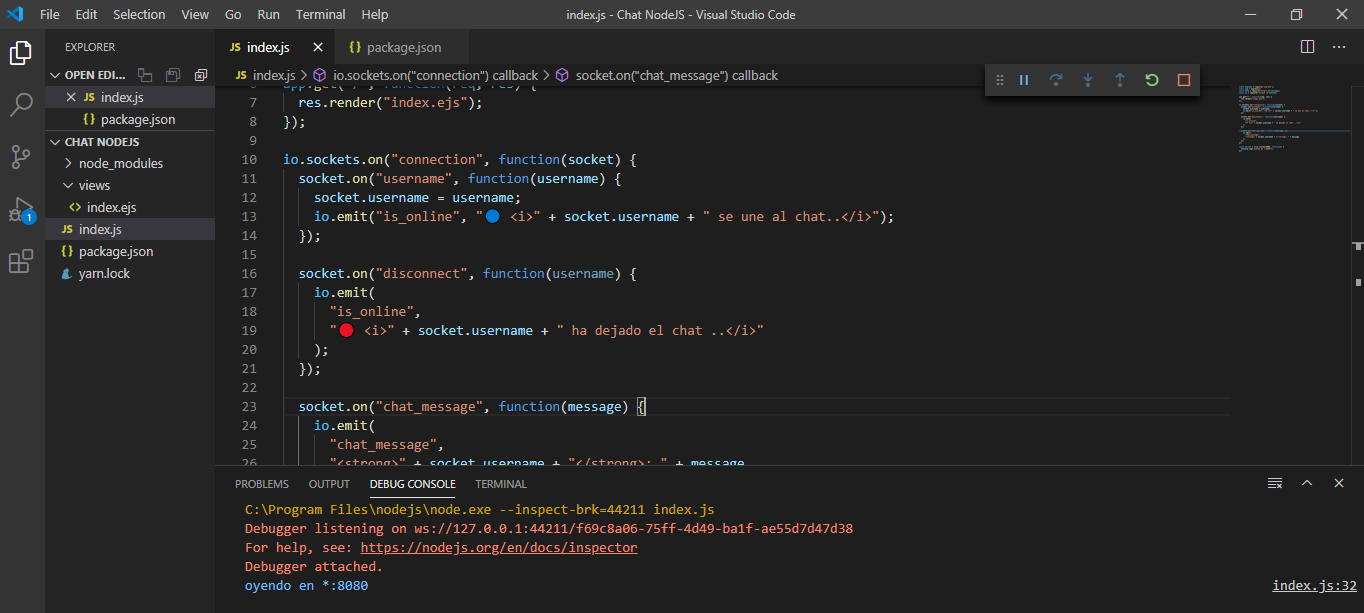 File Edit Selection View Go Run Terminal Help index.js - Chat NodeJS - Visual Studio Code
EXPLORER
OPEN EDI...
JS index.js
{} package.json
CHAT NODEJS
node_modules
views
<> index.ejs
JS index.js
{} package.json
yarn.lock
1
JS index.js {} package.json
JS index.js > io.sockets.on("connection") callback > socket.on("chat_message") callback
7 res.render("index.ejs");
8 });
9
10 io.sockets.on("connection", function(socket) {
11 socket.on("username", function(username) {
12 socket.username = username;
13 io.emit("is_online", "🔵 <i>" + socket.username + " se une al chat..</i>");
14 });
15
16 socket.on("disconnect", function(username) {
17 io.emit(
18 "is_online",
19 "🔴 <i>" + socket.username + " ha dejado el chat ..</i>"
20 );
21 });
22
23 socket.on("chat_message", function(message) {
24 io.emit(
25 "chat_message",
26 "<strong>" + socket.username + "</strong>: " + message
PROBLEMS OUTPUT DEBUG CONSOLE TERMINAL
C:\Program Files\nodejs\node.exe --inspect-brk=44211 index.js
Debugger listening on ws://127.0.0.1:44211/f69c8a06-75ff-4d49-ba1f-ae55d7d47d38
For help, see: https://nodejs.org/en/docs/inspector
Debugger attached.
oyendo en *:8080 index.js:32